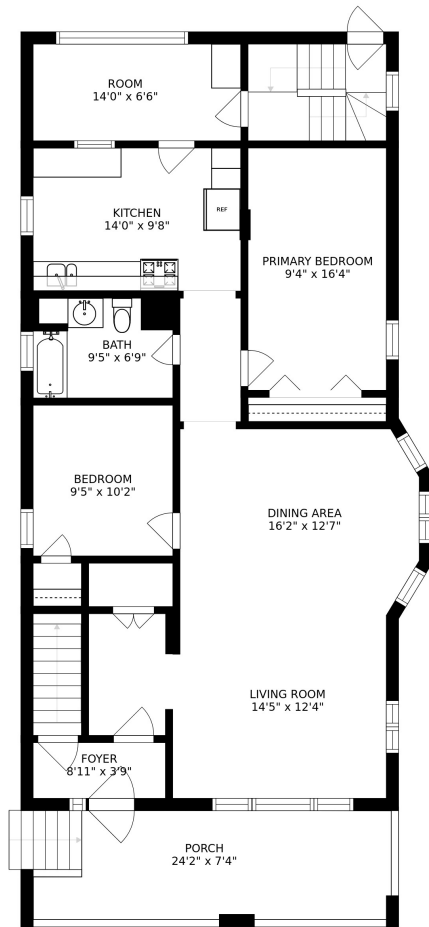 ROOM
14'0" x 6'6"
KITCHEN
14'0" x 9'8"
REF
PRIMARY BEDROOM
9'4" x 16'4"
BATH
9'5" x 6'9"
BEDROOM
9'5" x 10'2"
DINING AREA
16'2" x 12'7"
LIVING ROOM
14'5" x 12'4"
FOYER
8'11" x 3'9"
PORCH
24'2" x 7'4"